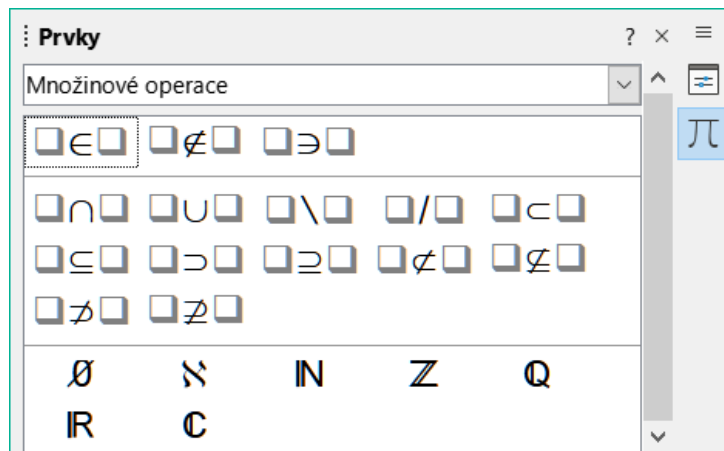 Prvky ? ×
Množinové operace
□∈□ □∉□ □∋□
□∩□ □∪□ □\□ □/□ □⊂□
□⊆□ □⊃□ □⊇□ □⊄□ □⊈□
□⊅□ □⊉□
∅ ℵ ℕ ℤ ℚ
ℝ ℂ
π